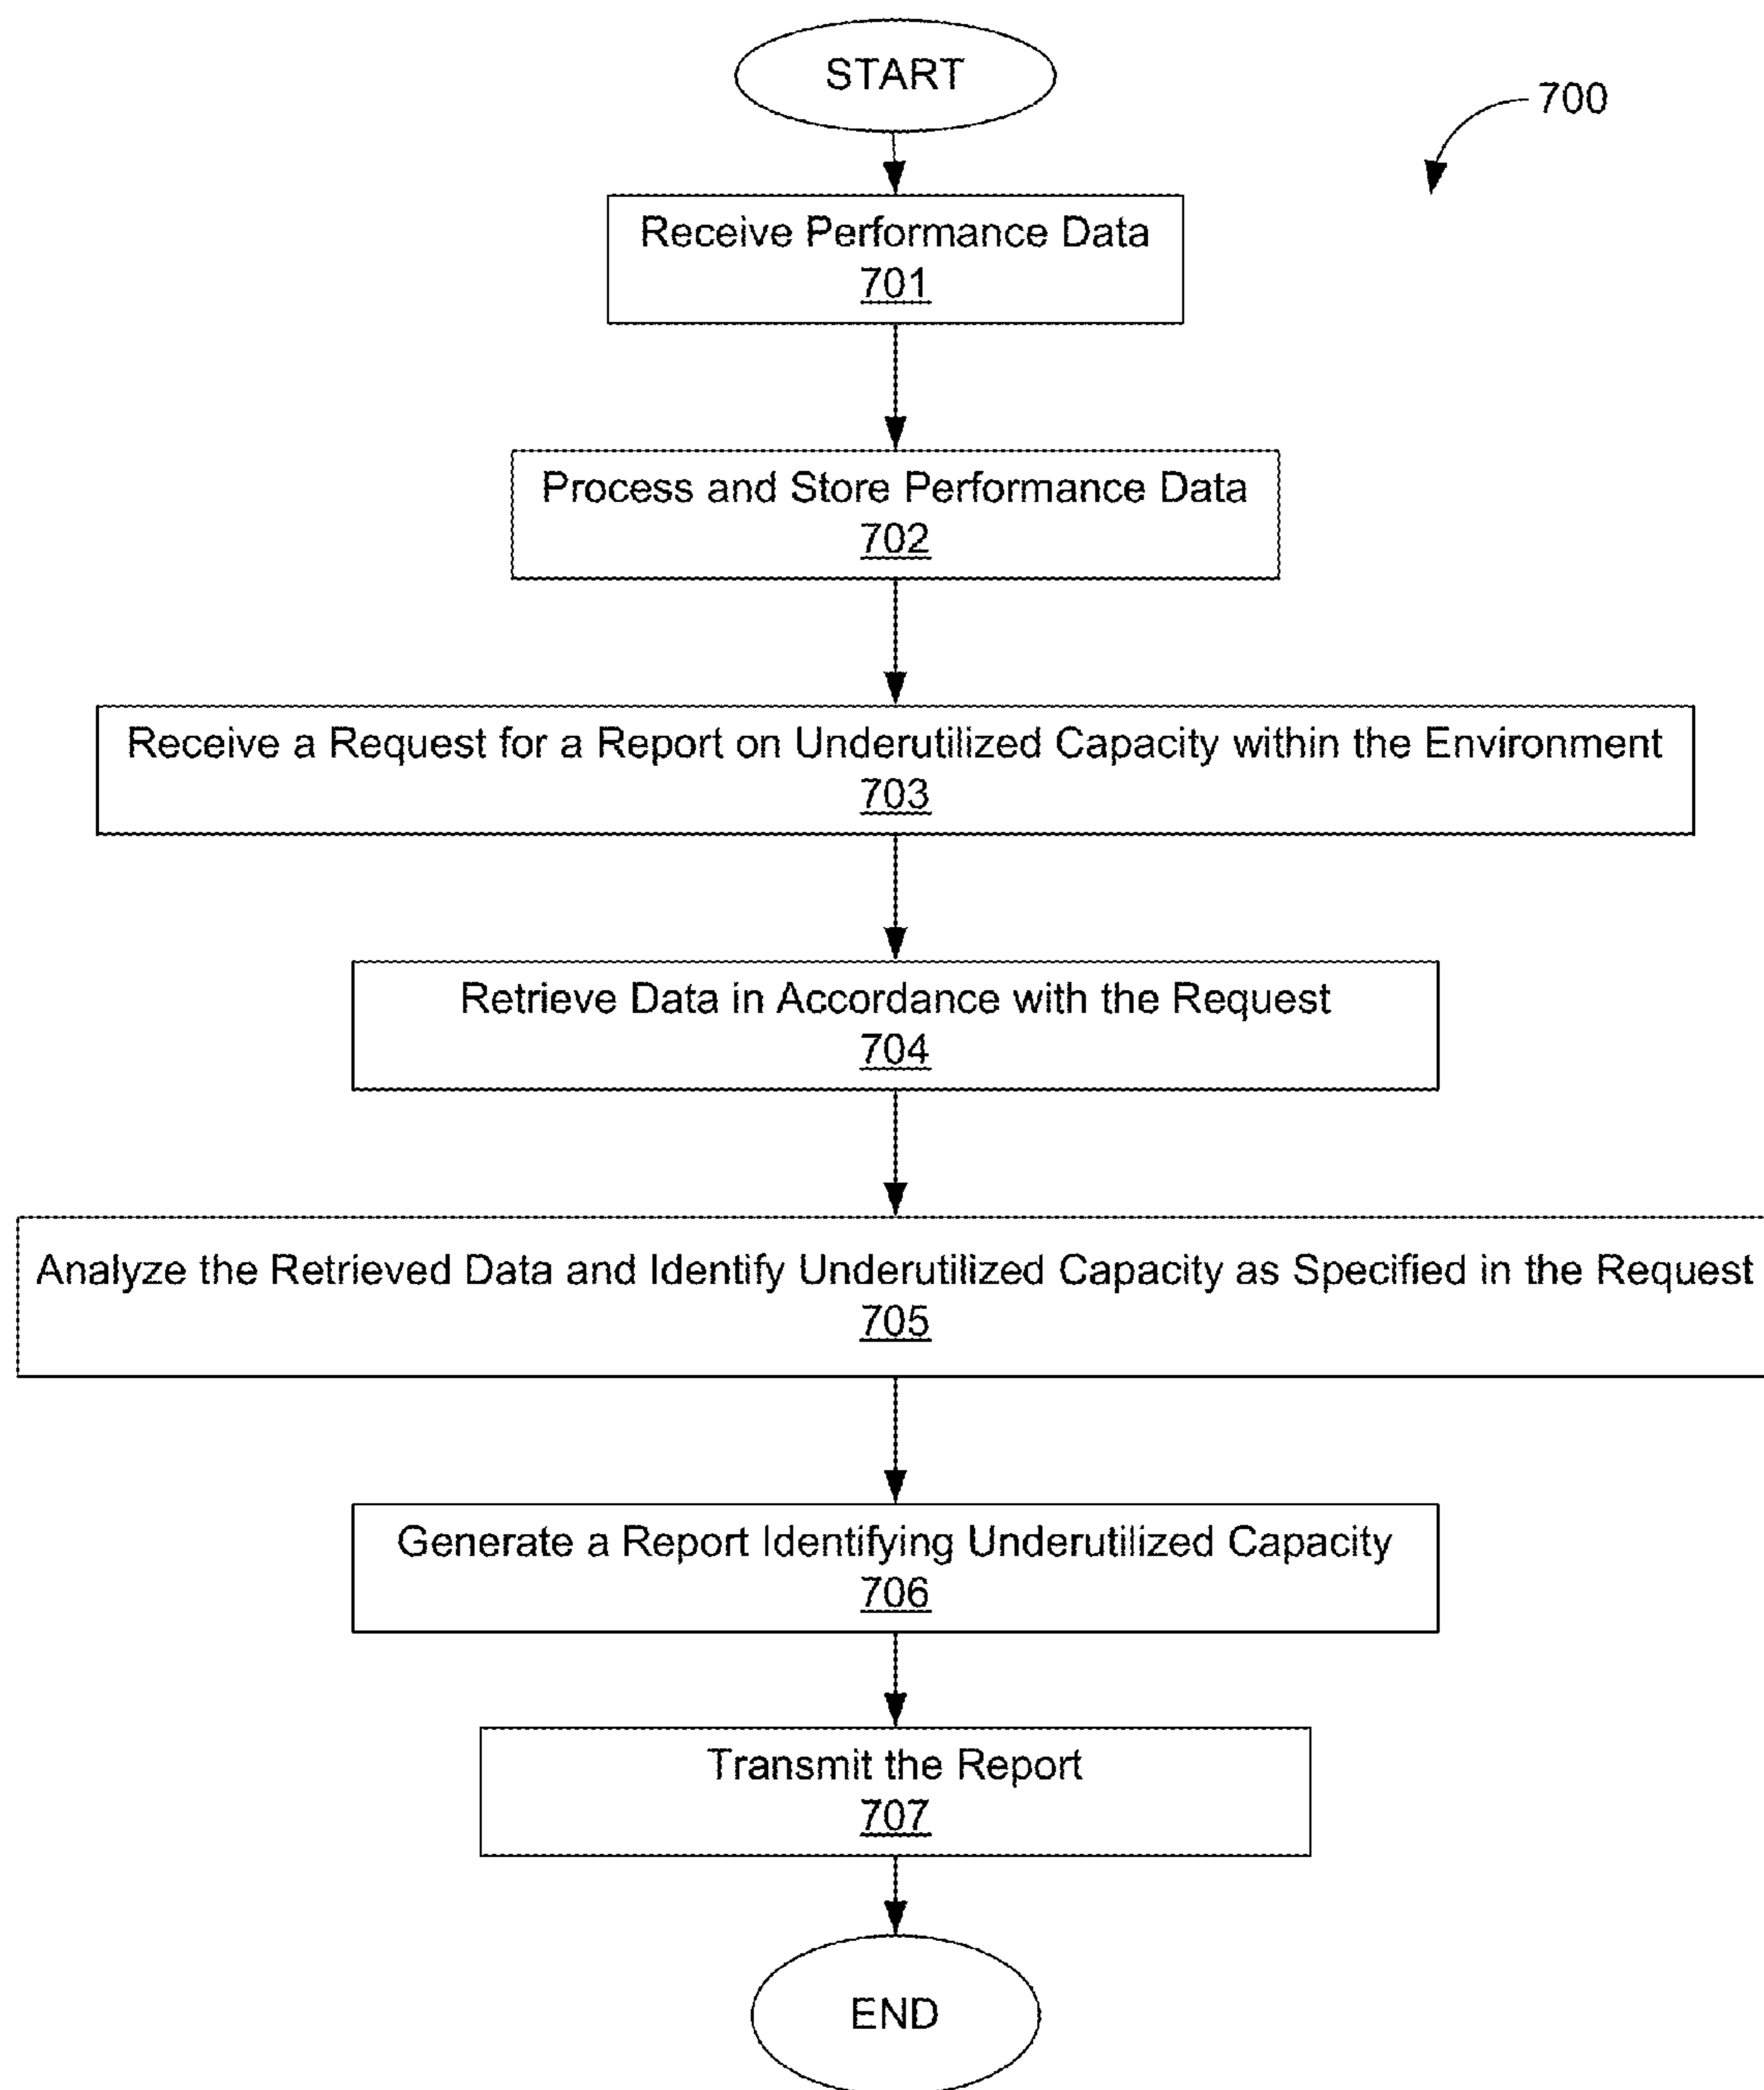 START
700
Receive Performance Data
701
Process and Store Performance Data
702
Receive a Request for a Report on Underutilized Capacity within the Environment
703
Retrieve Data in Accordance with the Request
704
Analyze the Retrieved Data and Identify Underutilized Capacity as Specified in the Request
705
Generate a Report Identifying Underutilized Capacity
706
Transmit the Report
707
END